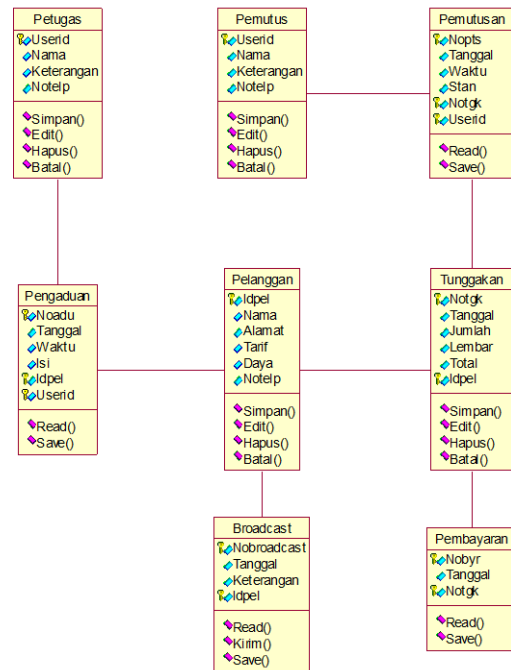 Petugas
Userid
Nama
Keterangan
Notelp
Simpan()
Edit()
Hapus()
Batal()
Pemutus
Userid
Nama
Keterangan
Notelp
Simpan()
Edit()
Hapus()
Batal()
Pemutusan
Nopts
Tanggal
Waktu
Stan
Notgk
Userid
Read()
Save()
Pengaduan
Noadu
Tanggal
Waktu
Isi
Idpel
Userid
Read()
Save()
Pelanggan
Idpel
Nama
Alamat
Tarif
Daya
Notelp
Simpan()
Edit()
Hapus()
Batal()
Tunggakan
Notgk
Tanggal
Jumlah
Lembar
Total
Idpel
Simpan()
Edit()
Hapus()
Batal()
Broadcast
Nobroadcast
Tanggal
Keterangan
Idpel
Read()
Kirim()
Save()
Pembayaran
Nobyr
Tanggal
Notgk
Read()
Save()